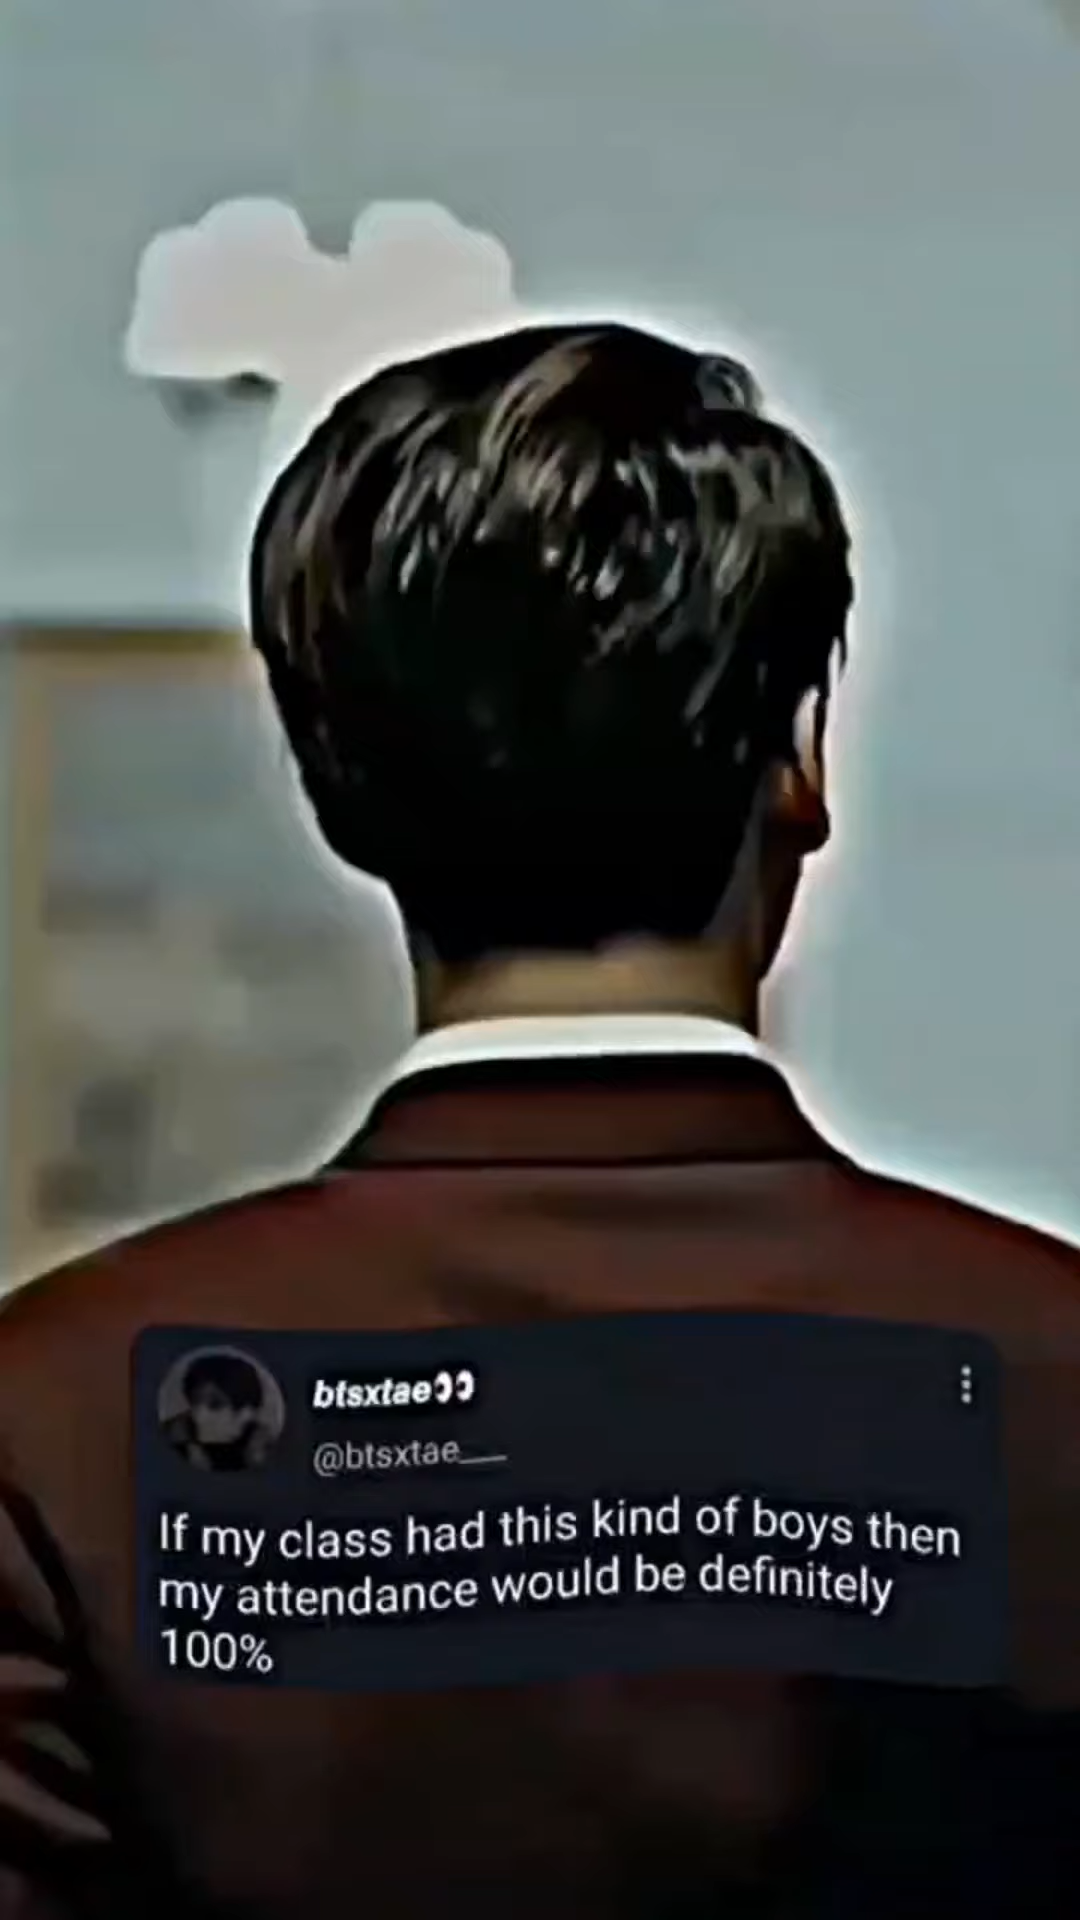 btsxtae👀
@btsxtae__
If my class had this kind of boys then
my attendance would be definitely
100%